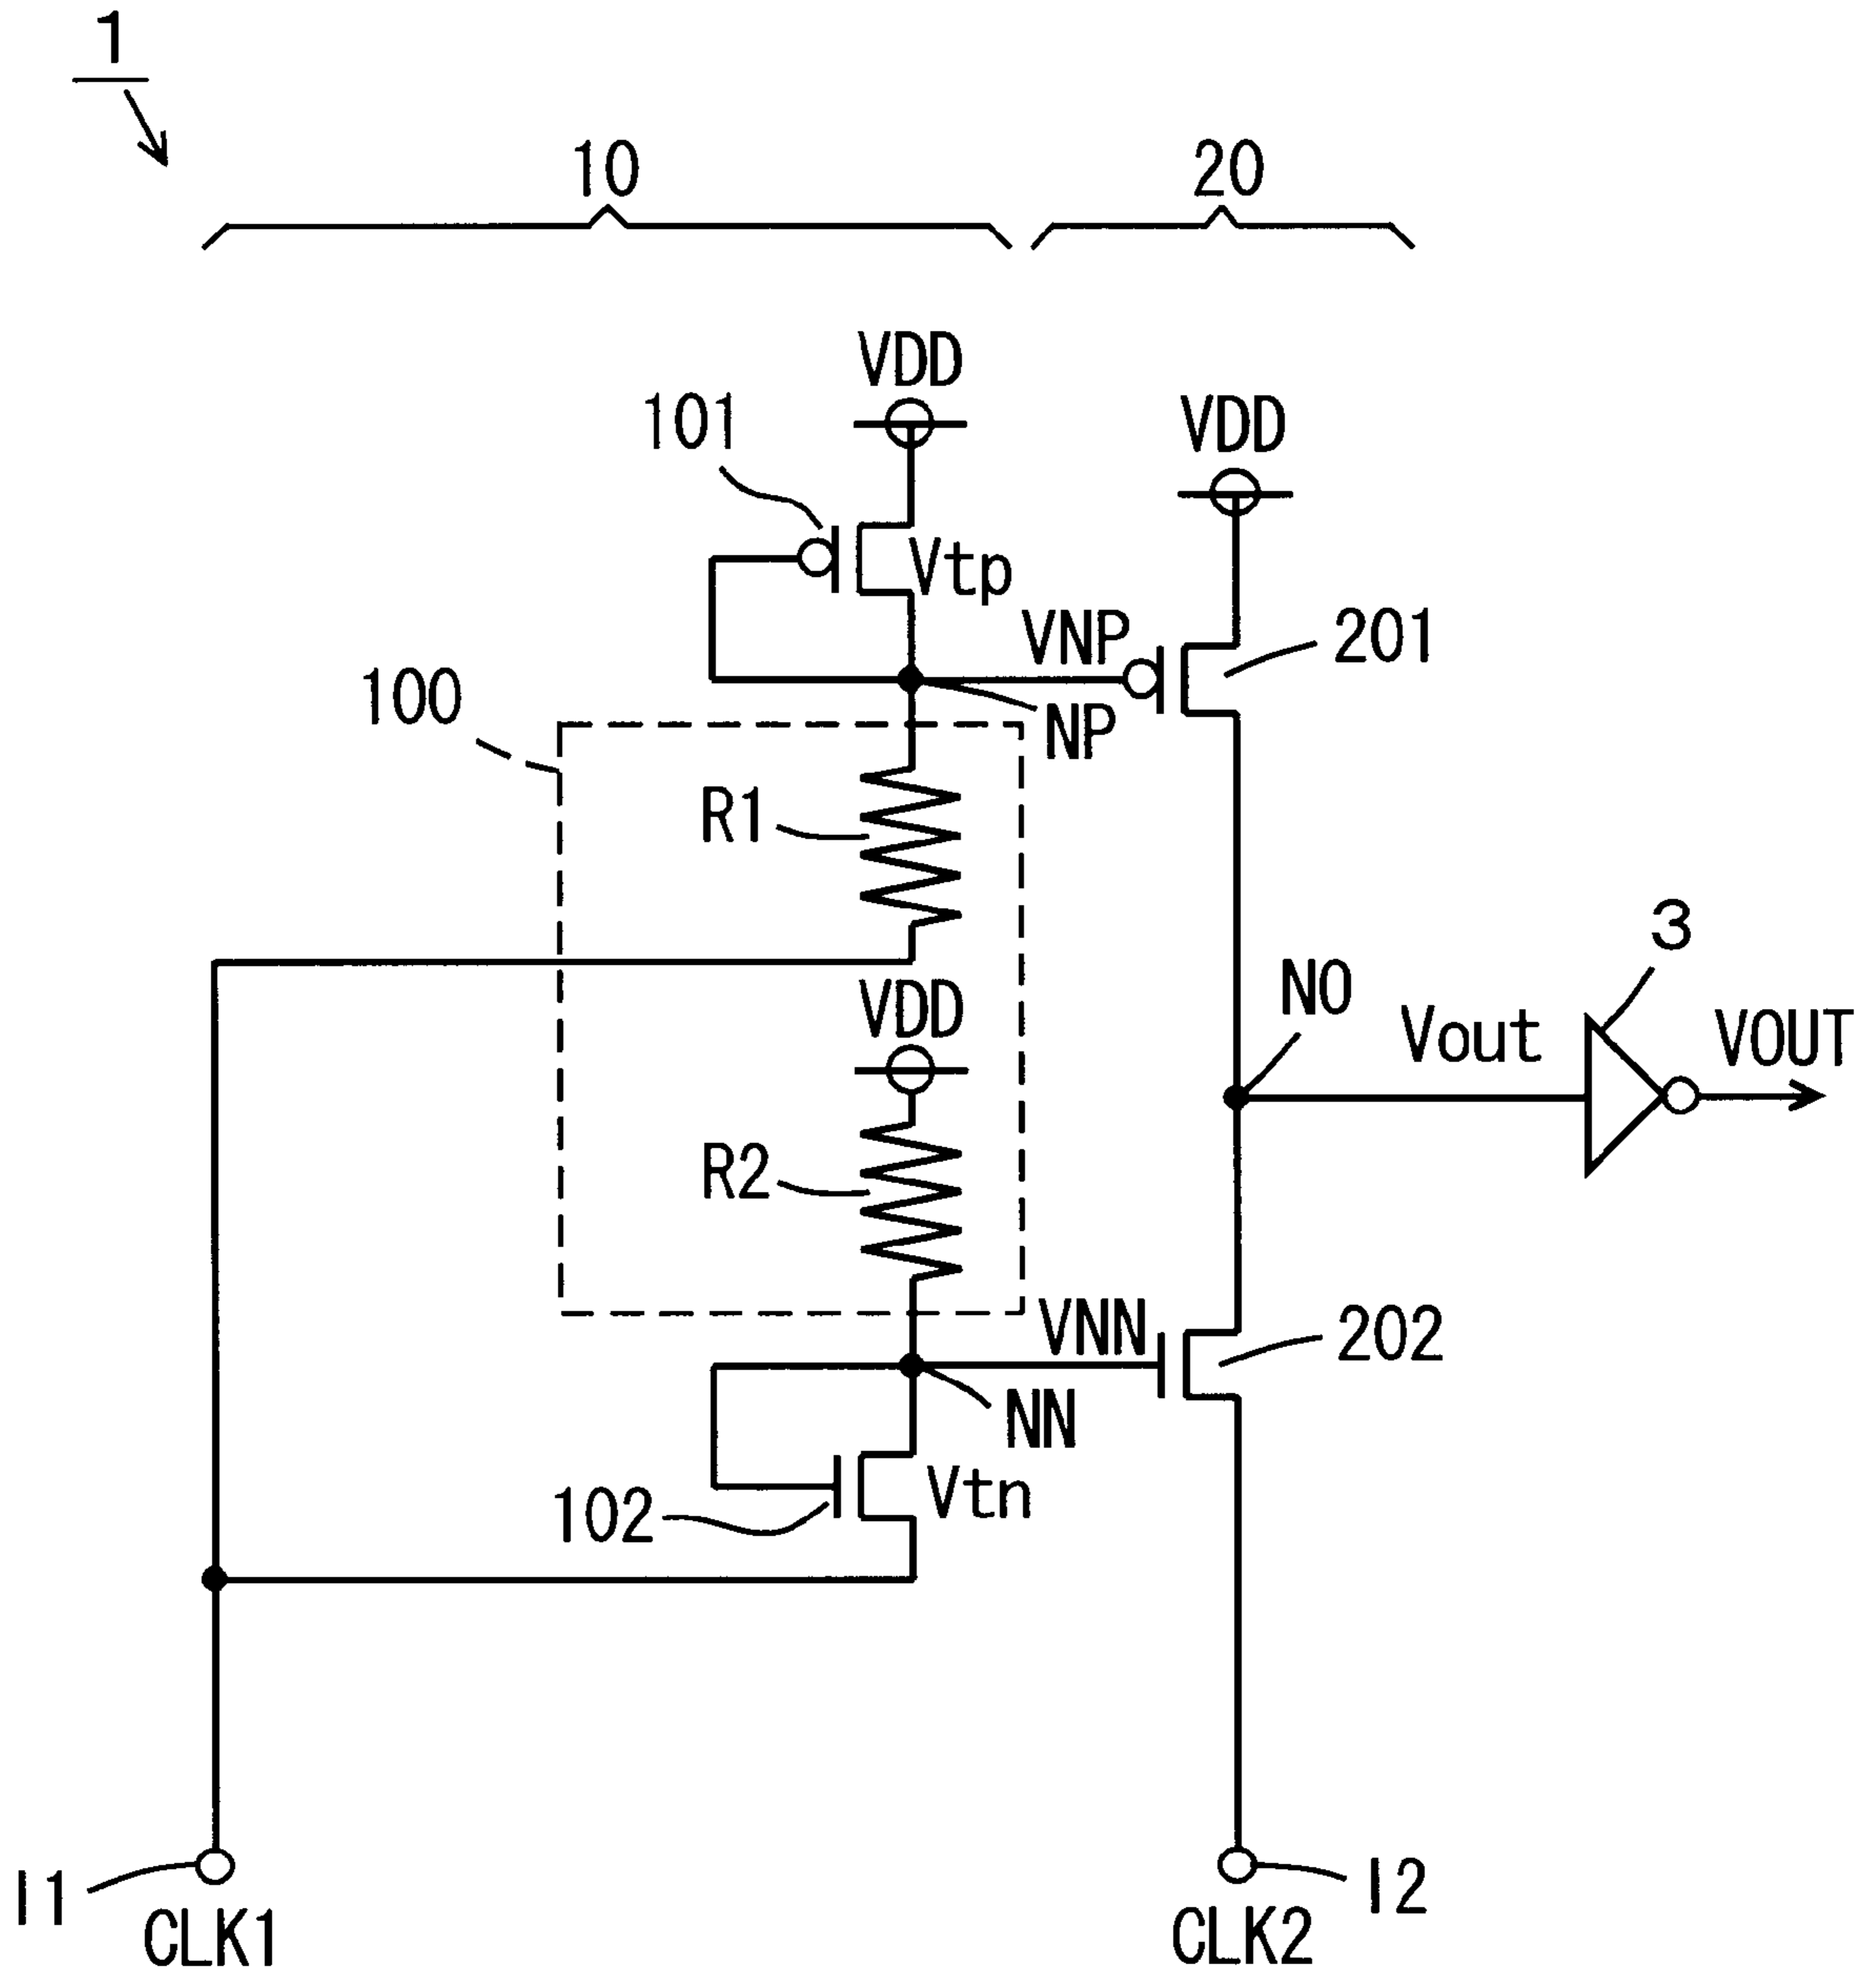 1
10
20
VDD
101
VDD
Vtp
VNP
201
100
NP
R1
3
NO
VDD
Vout
VOUT
R2
VNN
202
NN
102
Vtn
I1
I2
CLK1
CLK2